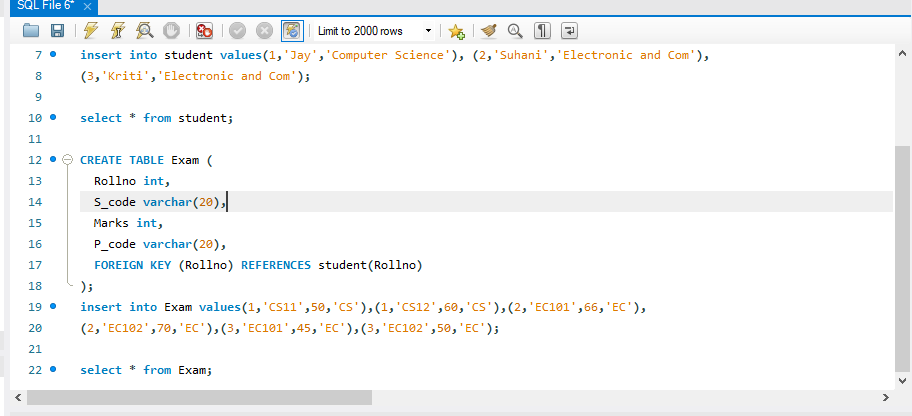 SQL File 6*
Limit to 2000 rows
7 insert into student values(1,'Jay','Computer Science'), (2,'Suhani','Electronic and Com'),
8 (3,'Kriti','Electronic and Com');
9
10 select * from student;
11
12 CREATE TABLE Exam (
13 Rollno int,
14 S_code varchar(20),
15 Marks int,
16 P_code varchar(20),
17 FOREIGN KEY (Rollno) REFERENCES student(Rollno)
18 );
19 insert into Exam values(1,'CS11',50,'CS'),(1,'CS12',60,'CS'),(2,'EC101',66,'EC'),
20 (2,'EC102',70,'EC'),(3,'EC101',45,'EC'),(3,'EC102',50,'EC');
21
22 select * from Exam;